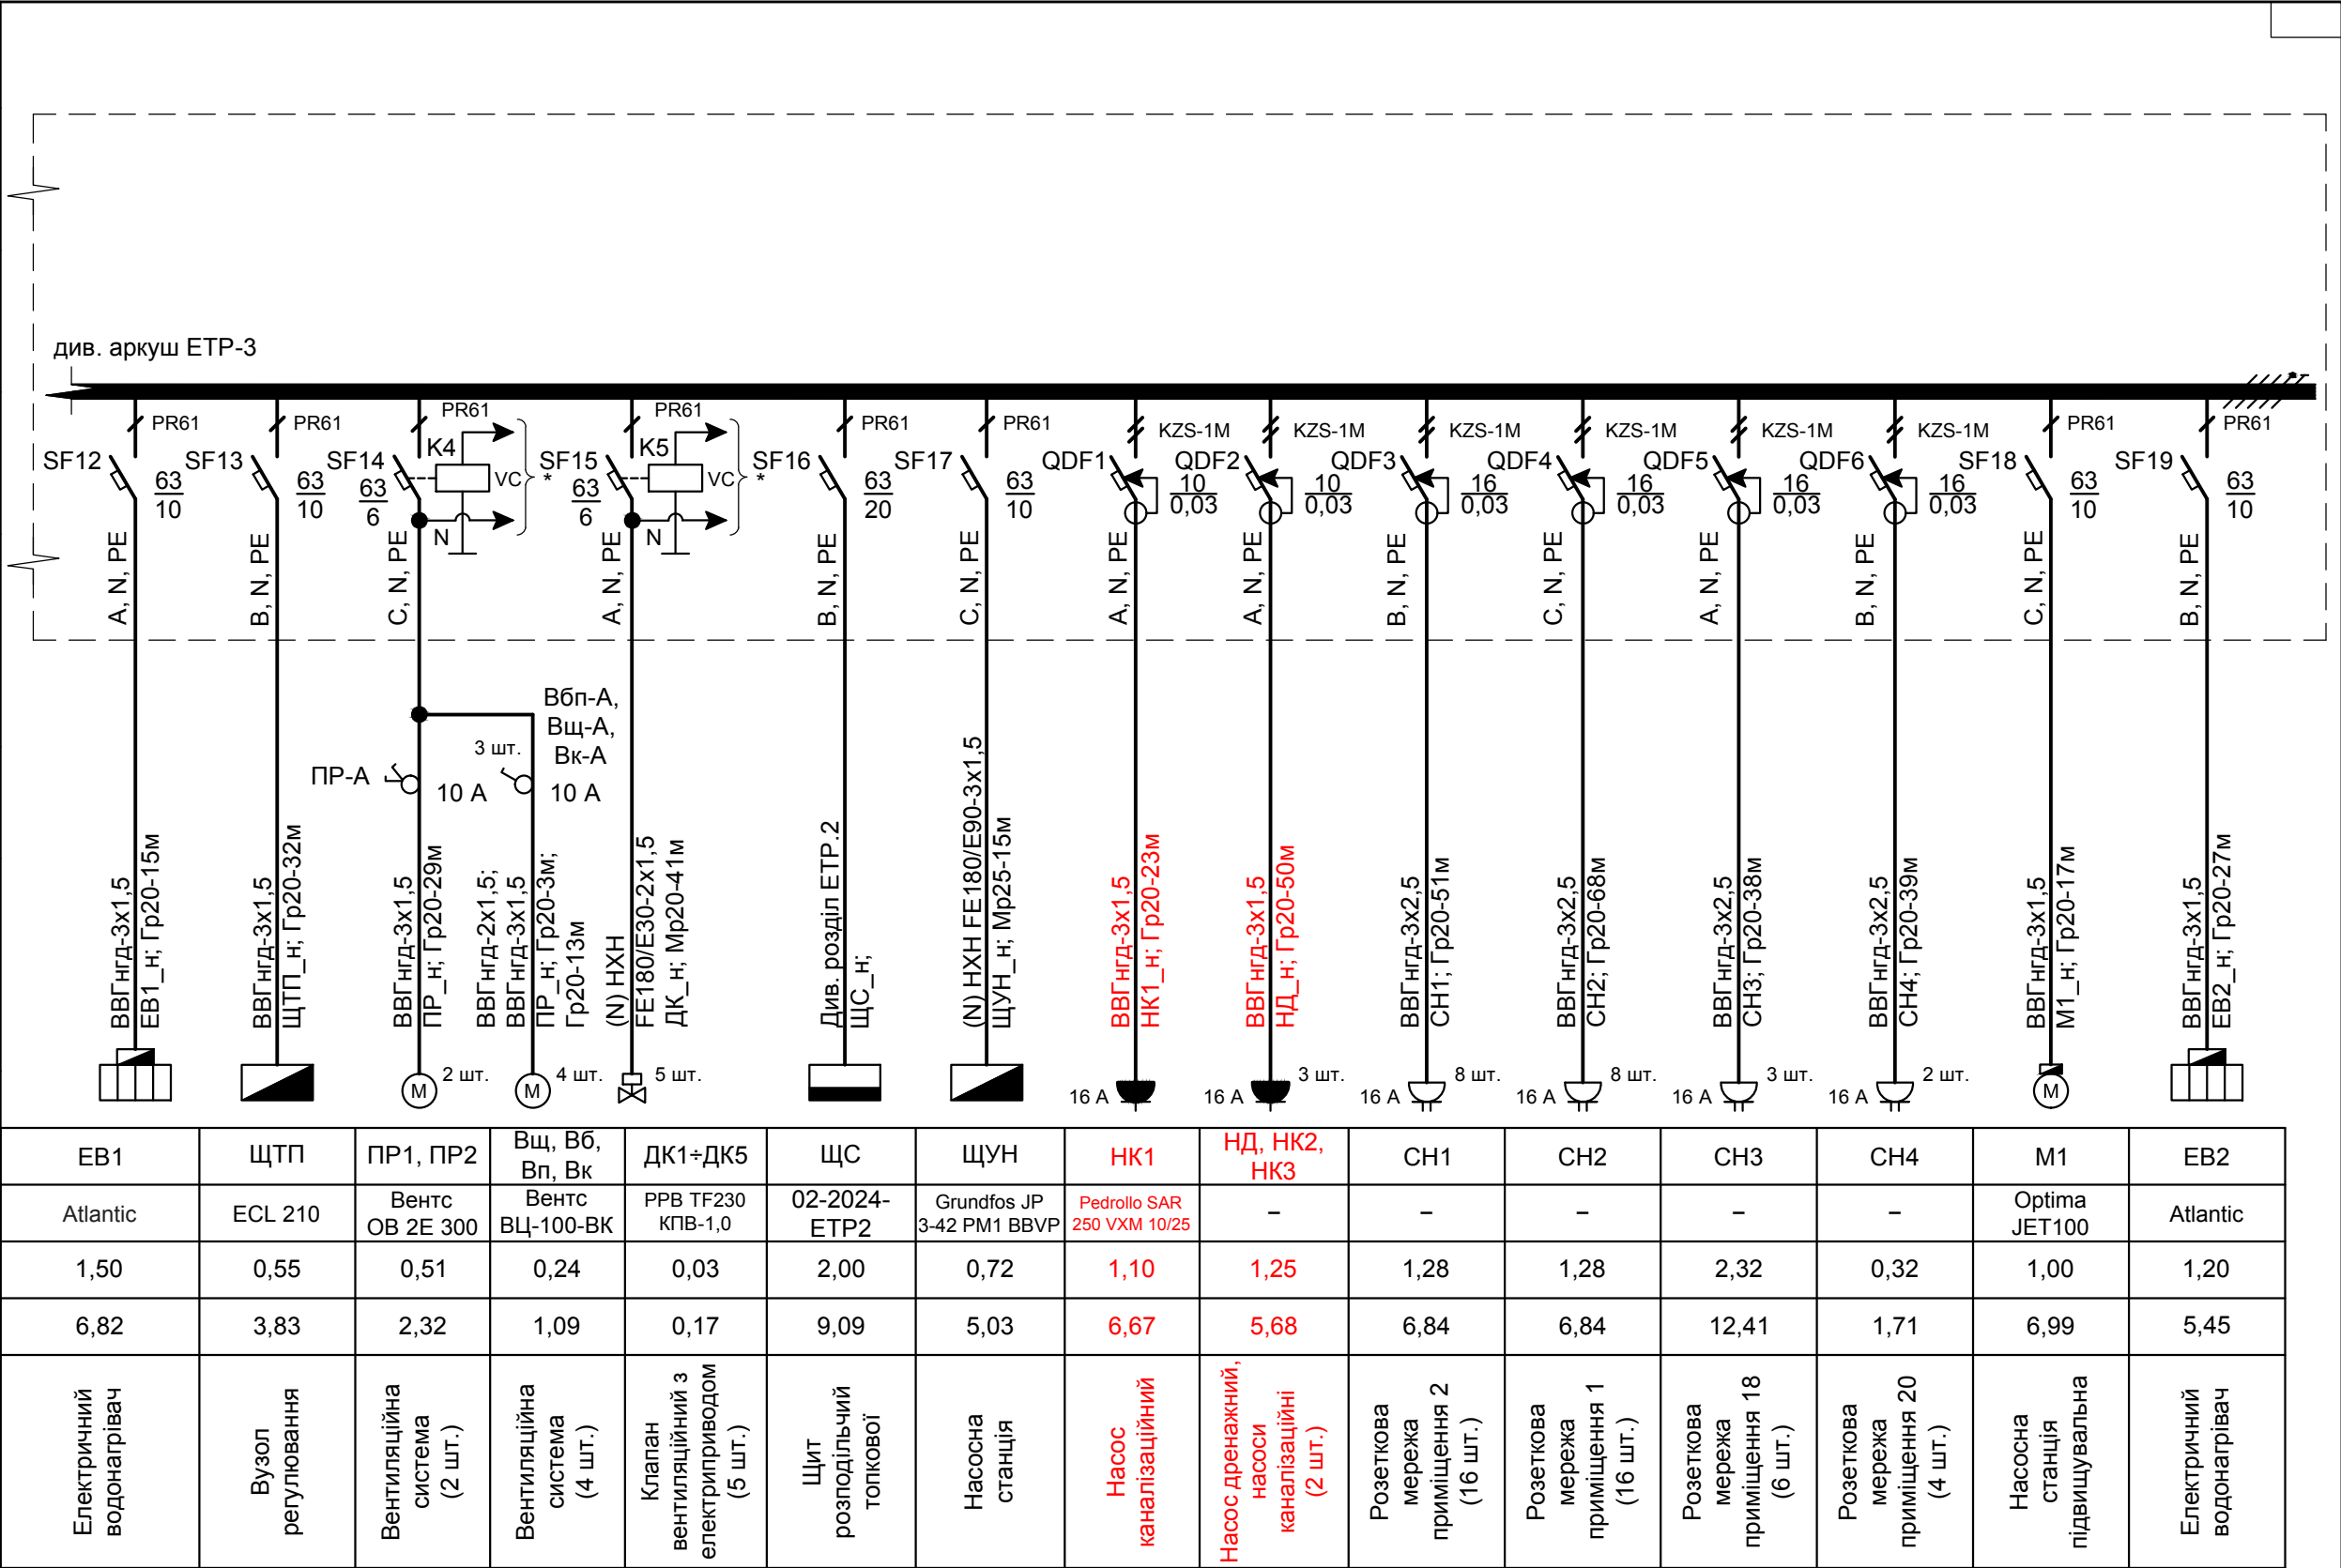 див. аркуш ЕТР-3
PR61
PR61
PR61
PR61
PR61
PR61
KZS-1M
KZS-1M
KZS-1M
KZS-1M
KZS-1M
KZS-1M
PR61
PR61
SF12
63
10
SF13
63
10
SF14
63
6
K4
VC
*
N
SF15
63
6
K5
VC
*
N
SF16
63
20
SF17
63
10
QDF1
10
0,03
QDF2
10
0,03
QDF3
16
0,03
QDF4
16
0,03
QDF5
16
0,03
QDF6
16
0,03
SF18
63
10
SF19
63
10
A, N, PE
B, N, PE
C, N, PE
A, N, PE
B, N, PE
C, N, PE
A, N, PE
A, N, PE
B, N, PE
C, N, PE
A, N, PE
B, N, PE
C, N, PE
B, N, PE
Вбп-А,
Вщ-А,
Вк-А
3 шт.
ПР-А
10 А
10 А
ВВГнгд-3х1,5
ЕВ1_н; Гр20-15м
ВВГнгд-3х1,5
ЩТП_н; Гр20-32м
ВВГнгд-3х1,5
ПР_н; Гр20-29м
ВВГнгд-2х1,5;
ВВГнгд-3х1,5
ПР_н; Гр20-3м;
Гр20-13м
(N) HXH
FE180/E30-2x1,5
ДК_н; Мр20-41м
Див. розділ ЕТР.2
ЩС_н;
(N) HXH FE180/E90-3x1,5
ЩУН_н; Мр25-15м
ВВГнгд-3х1,5
НК1_н; Гр20-23м
ВВГнгд-3х1,5
НД_н; Гр20-50м
ВВГнгд-3х2,5
СН1; Гр20-51м
ВВГнгд-3х2,5
СН2; Гр20-68м
ВВГнгд-3х2,5
СН3; Гр20-38м
ВВГнгд-3х2,5
СН4; Гр20-39м
ВВГнгд-3х1,5
М1_н; Гр20-17м
ВВГнгд-3х1,5
ЕВ2_н; Гр20-27м
М
2 шт.
М
4 шт.
5 шт.
16 А
16 А
3 шт.
16 А
8 шт.
16 А
8 шт.
16 А
3 шт.
16 А
2 шт.
М
ЕВ1
ЩТП
ПР1, ПР2
Вщ, Вб,
Вп, Вк
ДК1÷ДК5
ЩС
ЩУН
НК1
НД, НК2,
НК3
СН1
СН2
СН3
СН4
М1
ЕВ2
Atlantic
ECL 210
Вентс
ОВ 2Е 300
Вентс
ВЦ-100-ВК
РРВ TF230
КПВ-1,0
02-2024-
ЕТР2
Grundfos JP
3-42 PM1 BBVP
Pedrollo SAR
250 VXM 10/25
–
–
–
–
–
Optima
JET100
Atlantic
1,50
0,55
0,51
0,24
0,03
2,00
0,72
1,10
1,25
1,28
1,28
2,32
0,32
1,00
1,20
6,82
3,83
2,32
1,09
0,17
9,09
5,03
6,67
5,68
6,84
6,84
12,41
1,71
6,99
5,45
Електричний
водонагрівач
Вузол
регулювання
Вентиляційна
система
(2 шт.)
Вентиляційна
система
(4 шт.)
Клапан
вентиляційний з
електриприводом
(5 шт.)
Щит
розподільчий
топкової
Насосна
станція
Насос
каналізаційний
Насос дренажний,
насоси
каналізаційні
(2 шт.)
Розеткова
мережа
приміщення 2
(16 шт.)
Розеткова
мережа
приміщення 1
(16 шт.)
Розеткова
мережа
приміщення 18
(6 шт.)
Розеткова
мережа
приміщення 20
(4 шт.)
Насосна
станція
підвищувальна
Електричний
водонагрівач